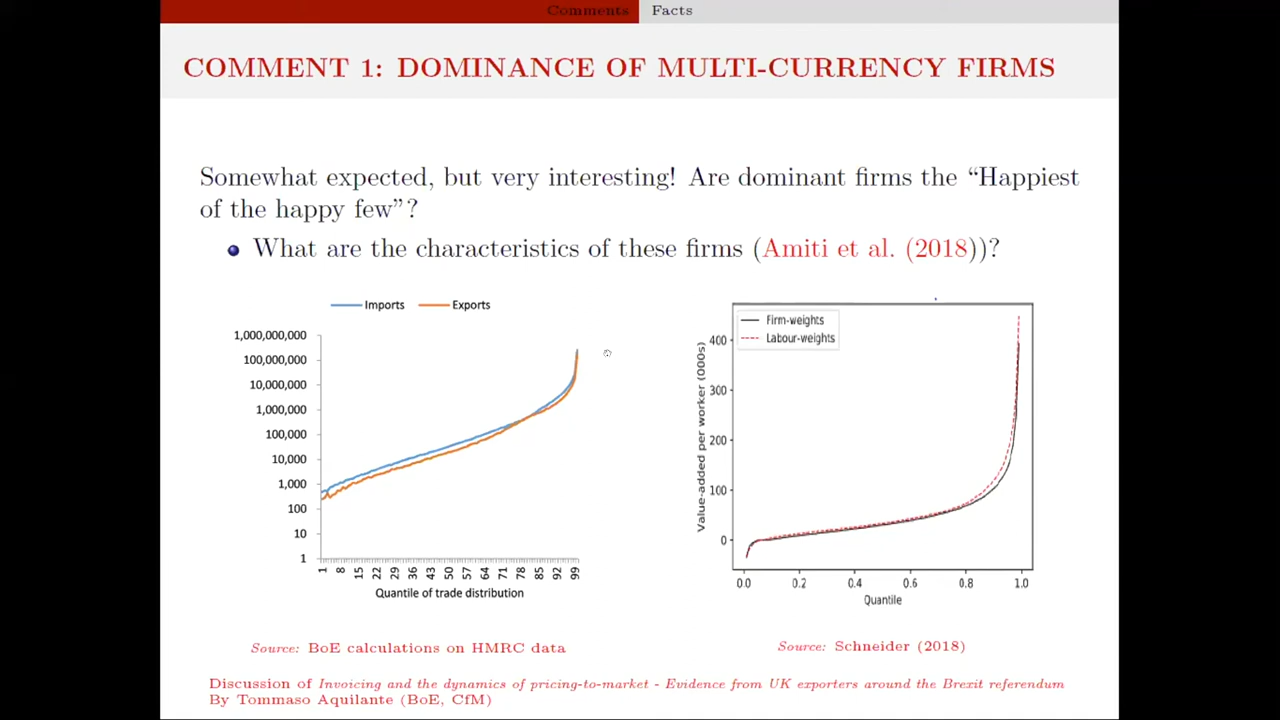 Comments Facts
COMMENT 1: DOMINANCE OF MULTI-CURRENCY FIRMS
Somewhat expected, but very interesting! Are dominant firms the “Happiest
of the happy few”?
What are the characteristics of these firms (Amiti et al. (2018))?
Imports Exports
1,000,000,000
100,000,000
10,000,000
1,000,000
100,000
10,000
1,000
100
10
1
1 8 15 22 29 36 43 50 57 64 71 78 85 92 99
Quantile of trade distribution
Source: BoE calculations on HMRC data
Firm-weights
Labour-weights
Value-added per worker (000s)
400
300
200
100
0
0.0 0.2 0.4 0.6 0.8 1.0
Quantile
Source: Schneider (2018)
Discussion of Invoicing and the dynamics of pricing-to-market - Evidence from UK exporters around the Brexit referendum
By Tommaso Aquilante (BoE, CfM)